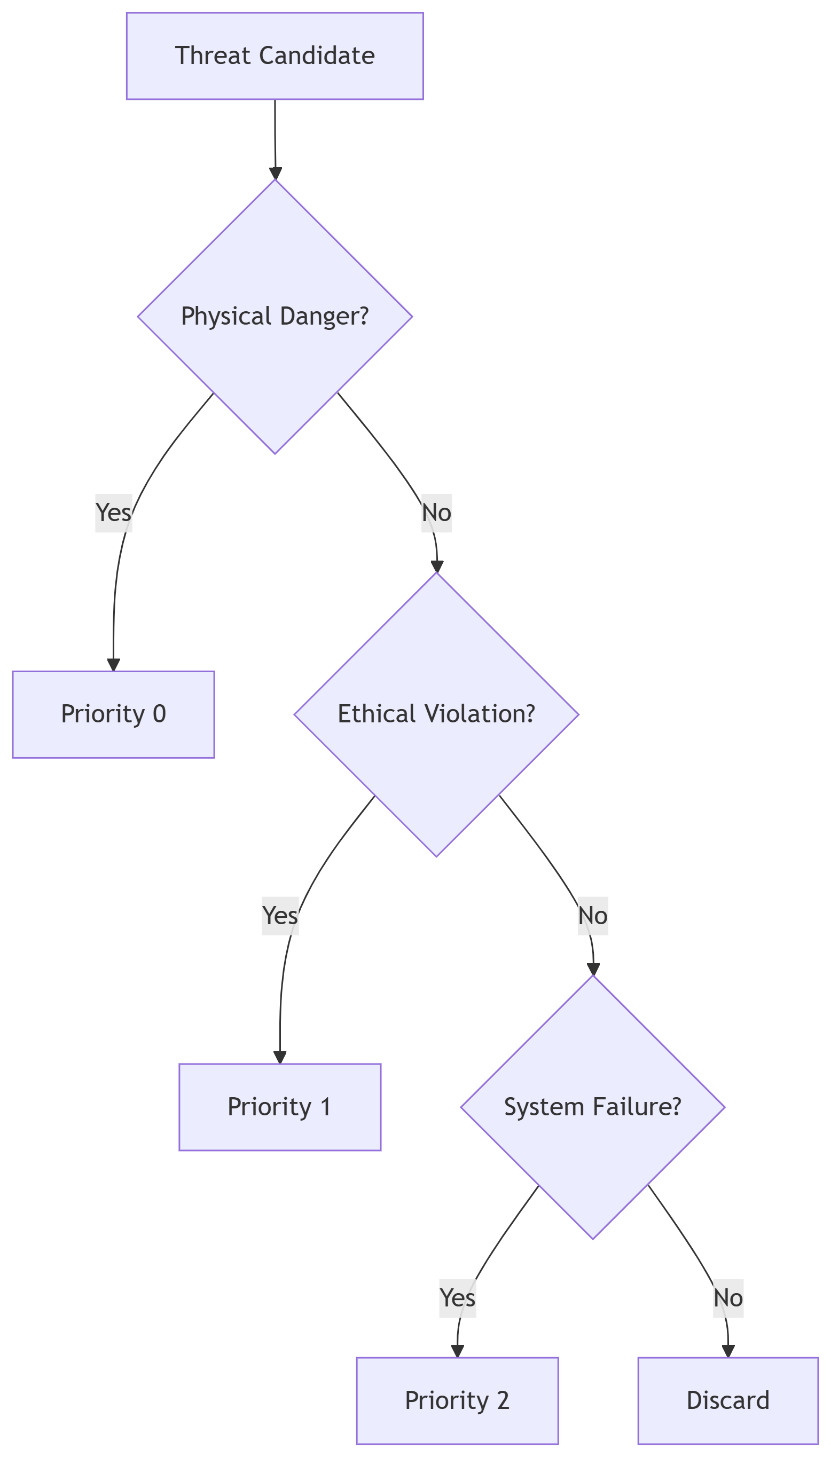 Threat Candidate
Physical Danger?
Yes
No
Priority 0
Ethical Violation?
Yes
No
Priority 1
System Failure?
Yes
No
Priority 2
Discard